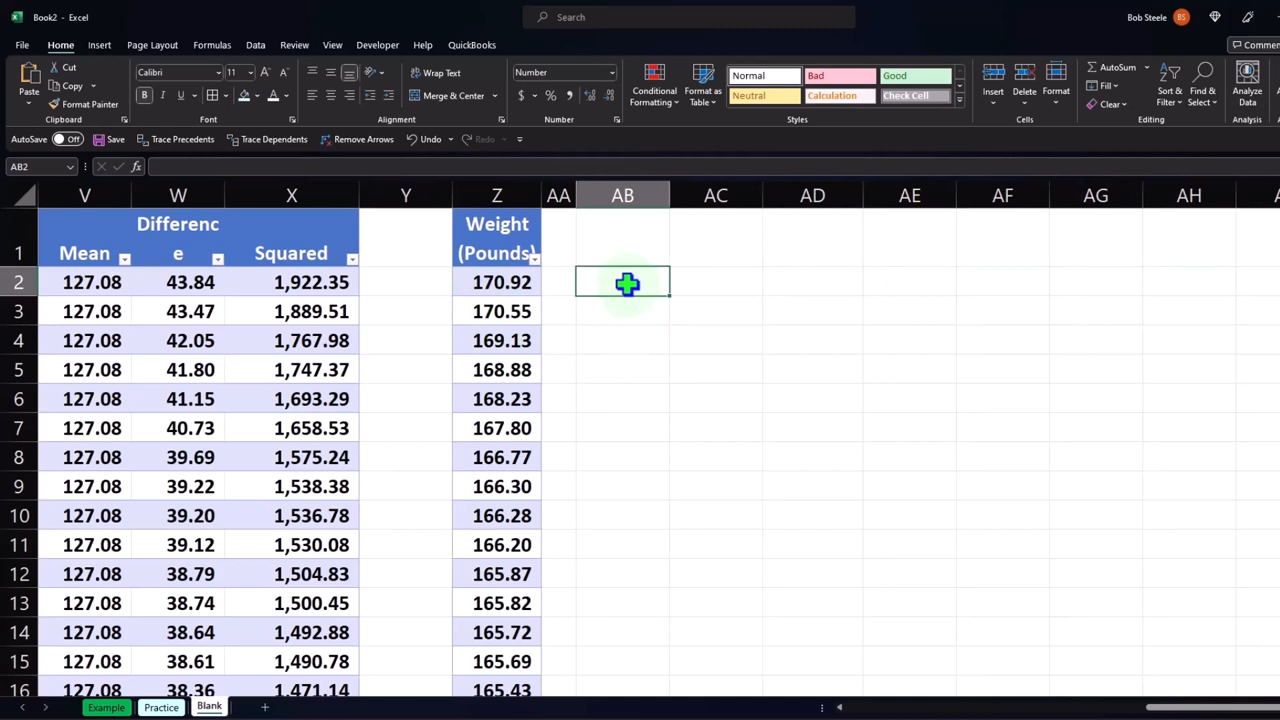 Book2 - Excel
Search
Bob Steele BS
File Home Insert Page Layout Formulas Data Review View Developer Help QuickBooks
Cut
Copy
Format Painter
Paste
Clipboard
Calibri 11
B I U
Font
Wrap Text
Merge & Center
Alignment
Number
$ % 9
Number
Conditional Formatting
Format as Table
Normal Bad Good
Neutral Calculation Check Cell
Styles
Insert Delete Format
Cells
AutoSum
Fill
Clear
Sort & Filter
Find & Select
Editing
Analyze Data
Analysis
AutoSave Off Save Trace Precedents Trace Dependents Remove Arrows Undo Redo
AB2 fx
V W X Y Z AA AB AC AD AE AF AG AH
1 Mean Differenc e Squared Weight (Pounds)
2 127.08 43.84 1,922.35 170.92
3 127.08 43.47 1,889.51 170.55
4 127.08 42.05 1,767.98 169.13
5 127.08 41.80 1,747.37 168.88
6 127.08 41.15 1,693.29 168.23
7 127.08 40.73 1,658.53 167.80
8 127.08 39.69 1,575.24 166.77
9 127.08 39.22 1,538.38 166.30
10 127.08 39.20 1,536.78 166.28
11 127.08 39.12 1,530.08 166.20
12 127.08 38.79 1,504.83 165.87
13 127.08 38.74 1,500.45 165.82
14 127.08 38.64 1,492.88 165.72
15 127.08 38.61 1,490.78 165.69
16 127.08 38.36 1,471.14 165.43
Example Practice Blank